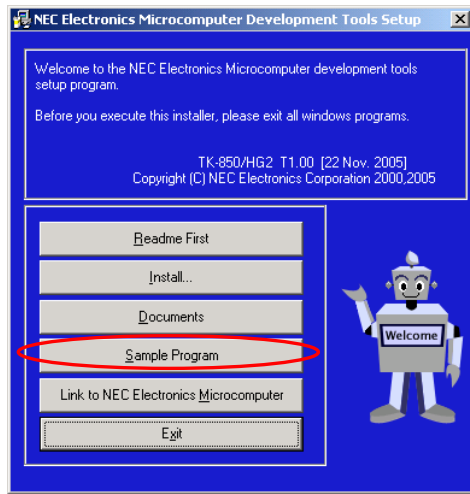 NEC Electronics Microcomputer Development Tools Setup
Welcome to the NEC Electronics Microcomputer development tools
setup program.
Before you execute this installer, please exit all windows programs.
TK-850/HG2 T1.00 [22 Nov. 2005]
Copyright (C) NEC Electronics Corporation 2000,2005
Readme First
Install...
Documents
Welcome
Sample Program
Link to NEC Electronics Microcomputer
Exit